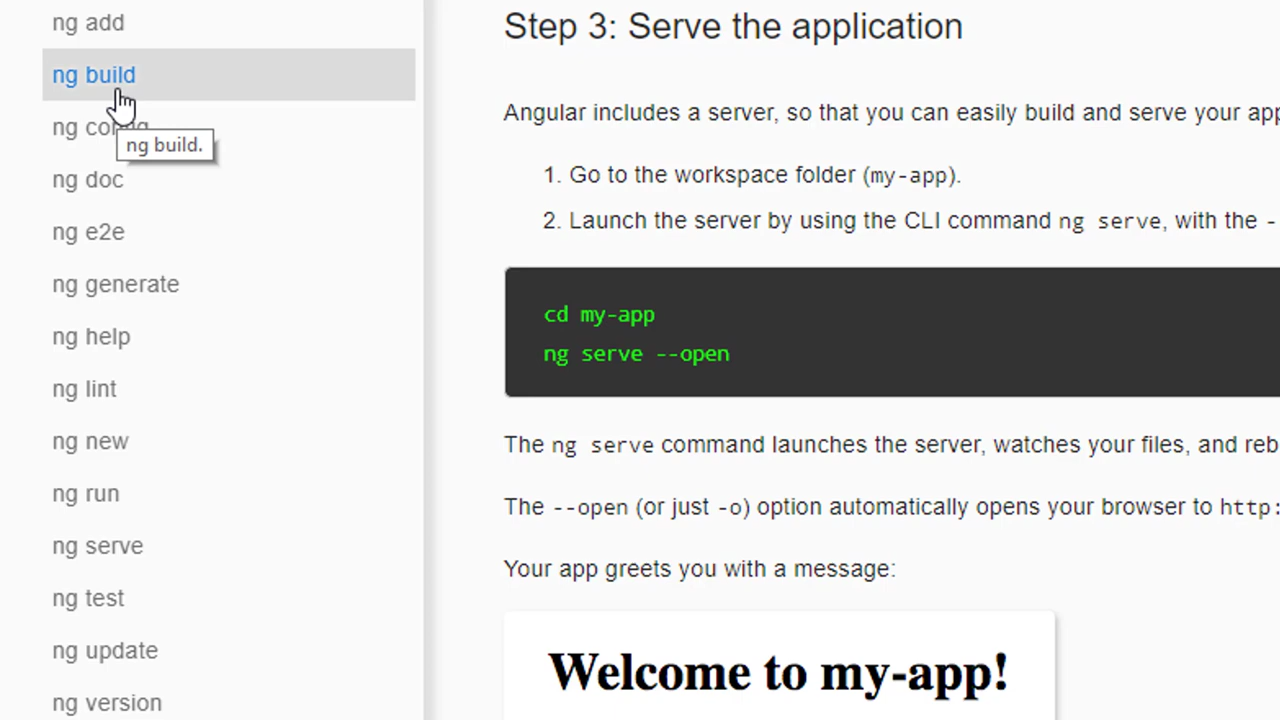 ng add
ng build
ng config
ng build.
ng doc
ng e2e
ng generate
ng help
ng lint
ng new
ng run
ng serve
ng test
ng update
ng version
Step 3: Serve the application
Angular includes a server, so that you can easily build and serve your app
1. Go to the workspace folder (my-app).
2. Launch the server by using the CLI command ng serve, with the -
cd my-app
ng serve --open
The ng serve command launches the server, watches your files, and reb
The --open (or just -o) option automatically opens your browser to http:
Your app greets you with a message:
Welcome to my-app!